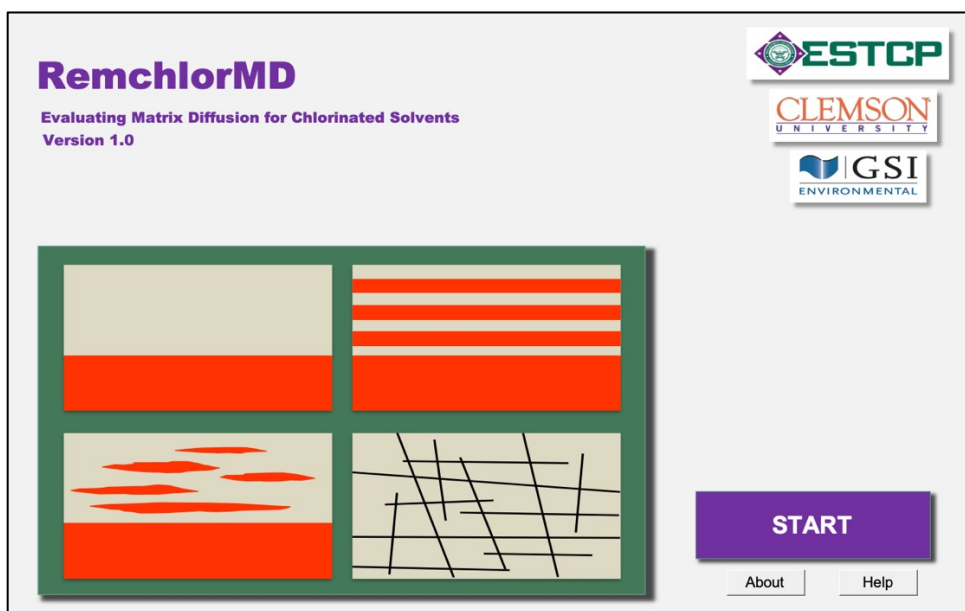 RemchlorMD
Evaluating Matrix Diffusion for Chlorinated Solvents
Version 1.0
ESTCP
CLEMSON
UNIVERSITY
GSI
ENVIRONMENTAL
START
About
Help